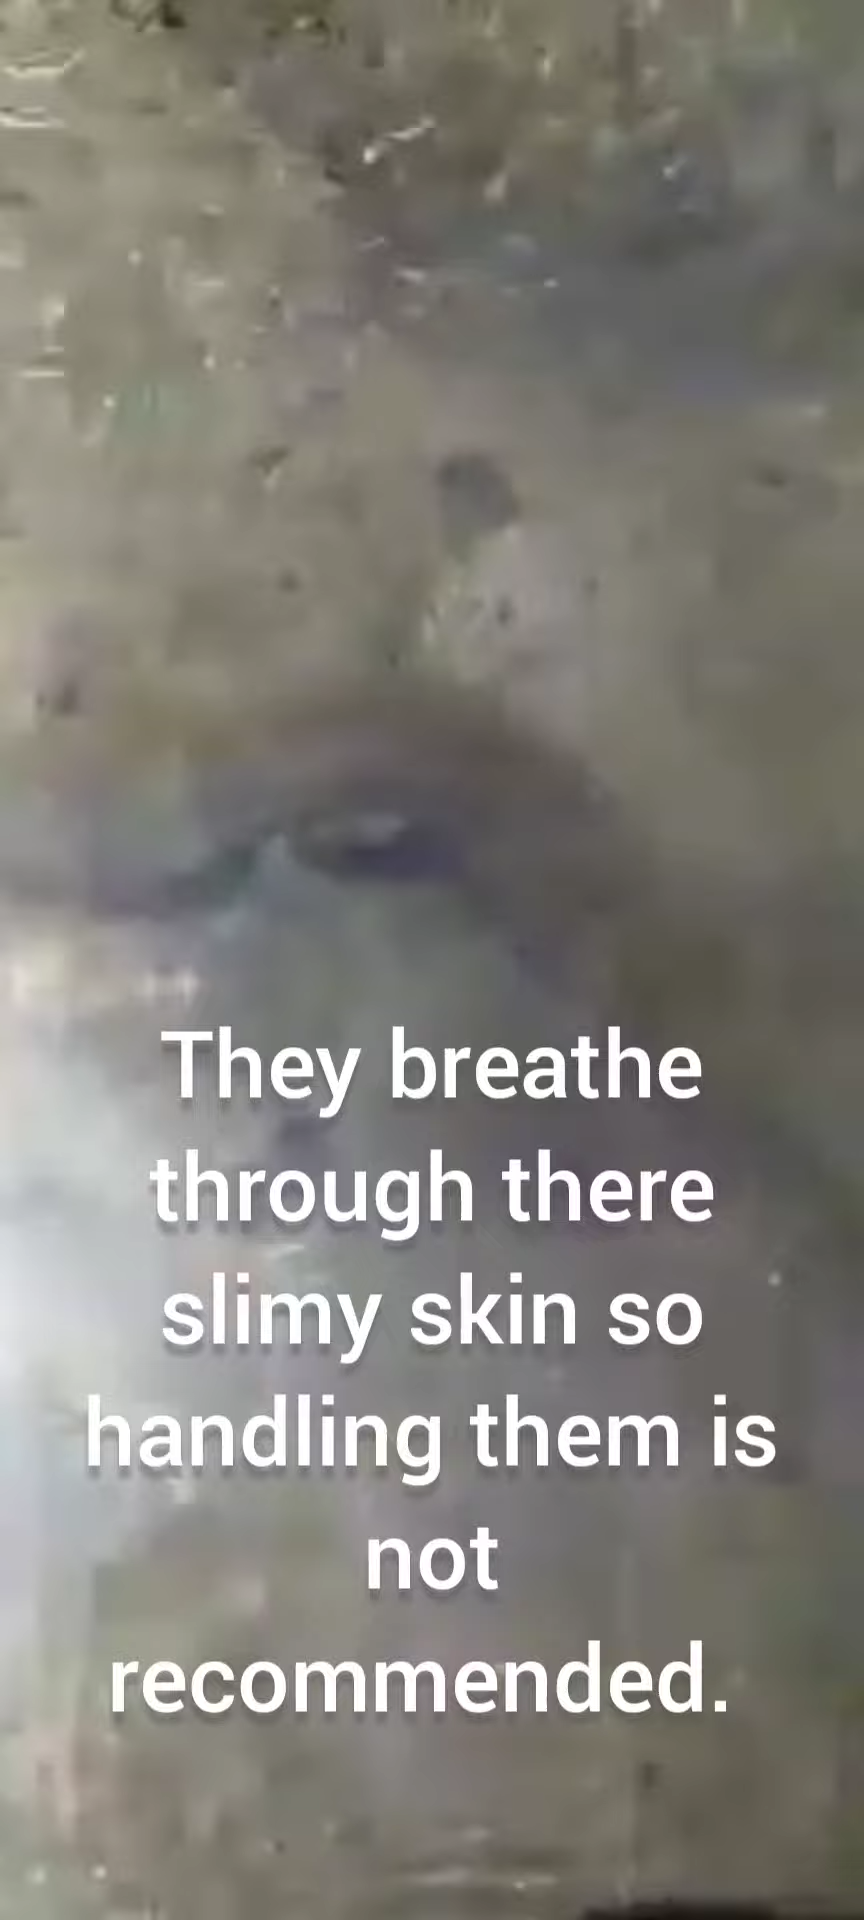 They breathe
through there
slimy skin so
handling them is
not
recommended.